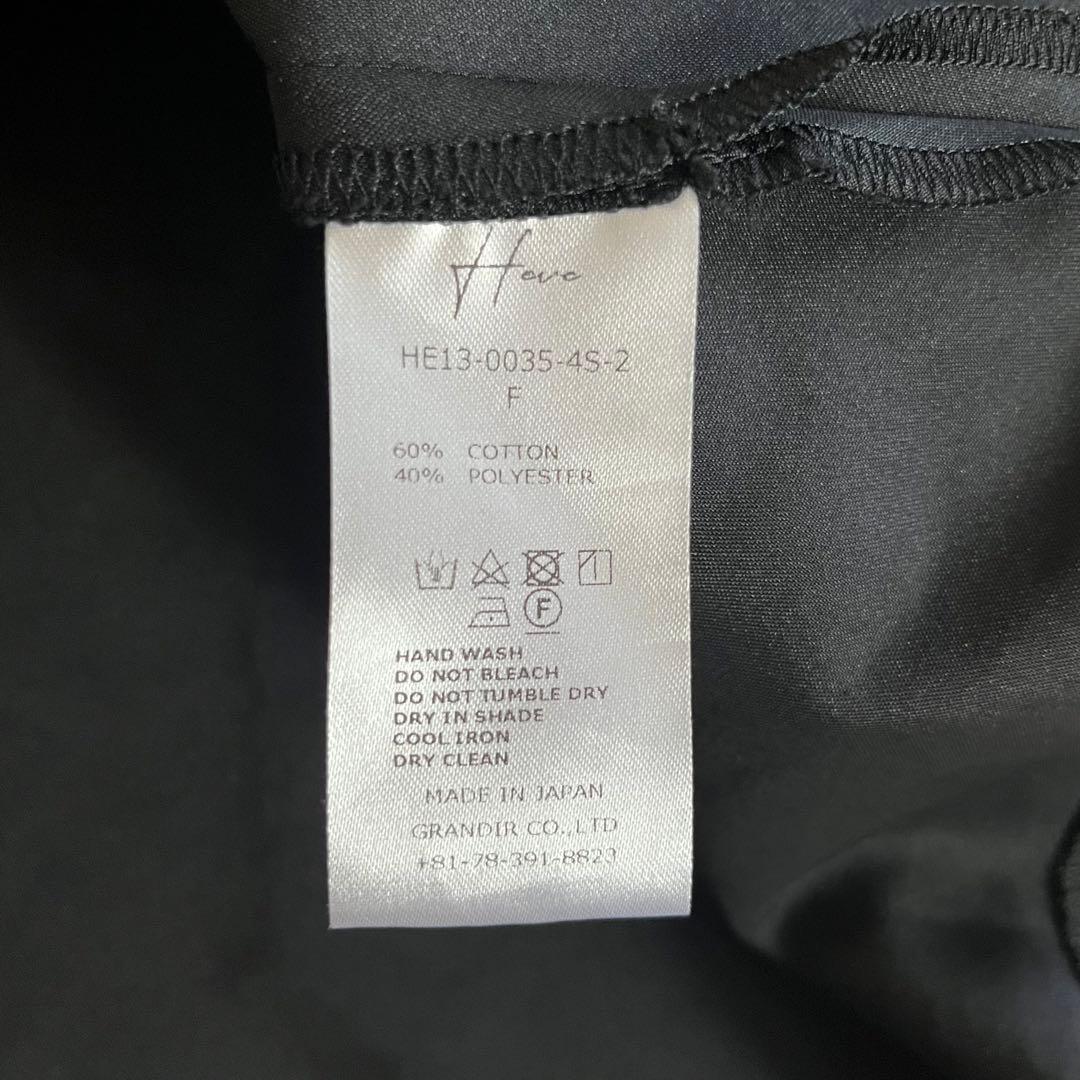 Heve
HE13-0035-4S-2
F
60% COTTON
40% POLYESTER
F
HAND WASH
DO NOT BLEACH
DO NOT TUMBLE DRY
DRY IN SHADE
COOL IRON
DRY CLEAN
MADE IN JAPAN
GRANDIR CO.,LTD
+81-78-391-8823